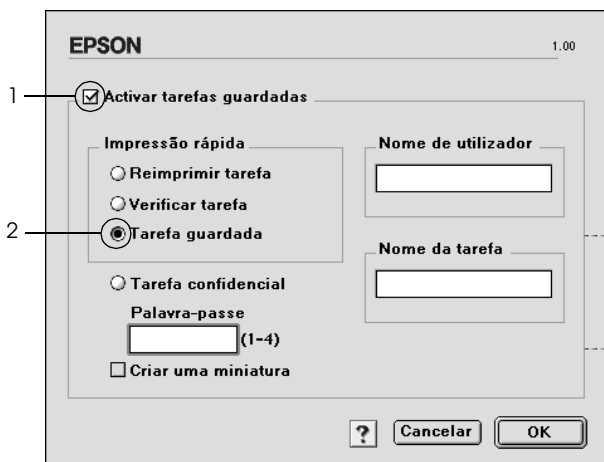 EPSON
1.00
1
Activar tarefas guardadas
Impressão rápida
Reimprimir tarefa
Verificar tarefa
2
Tarefa guardada
Tarefa confidencial
Palavra-passe
(1-4)
Criar uma miniatura
Nome de utilizador
Nome da tarefa
?
Cancelar
OK